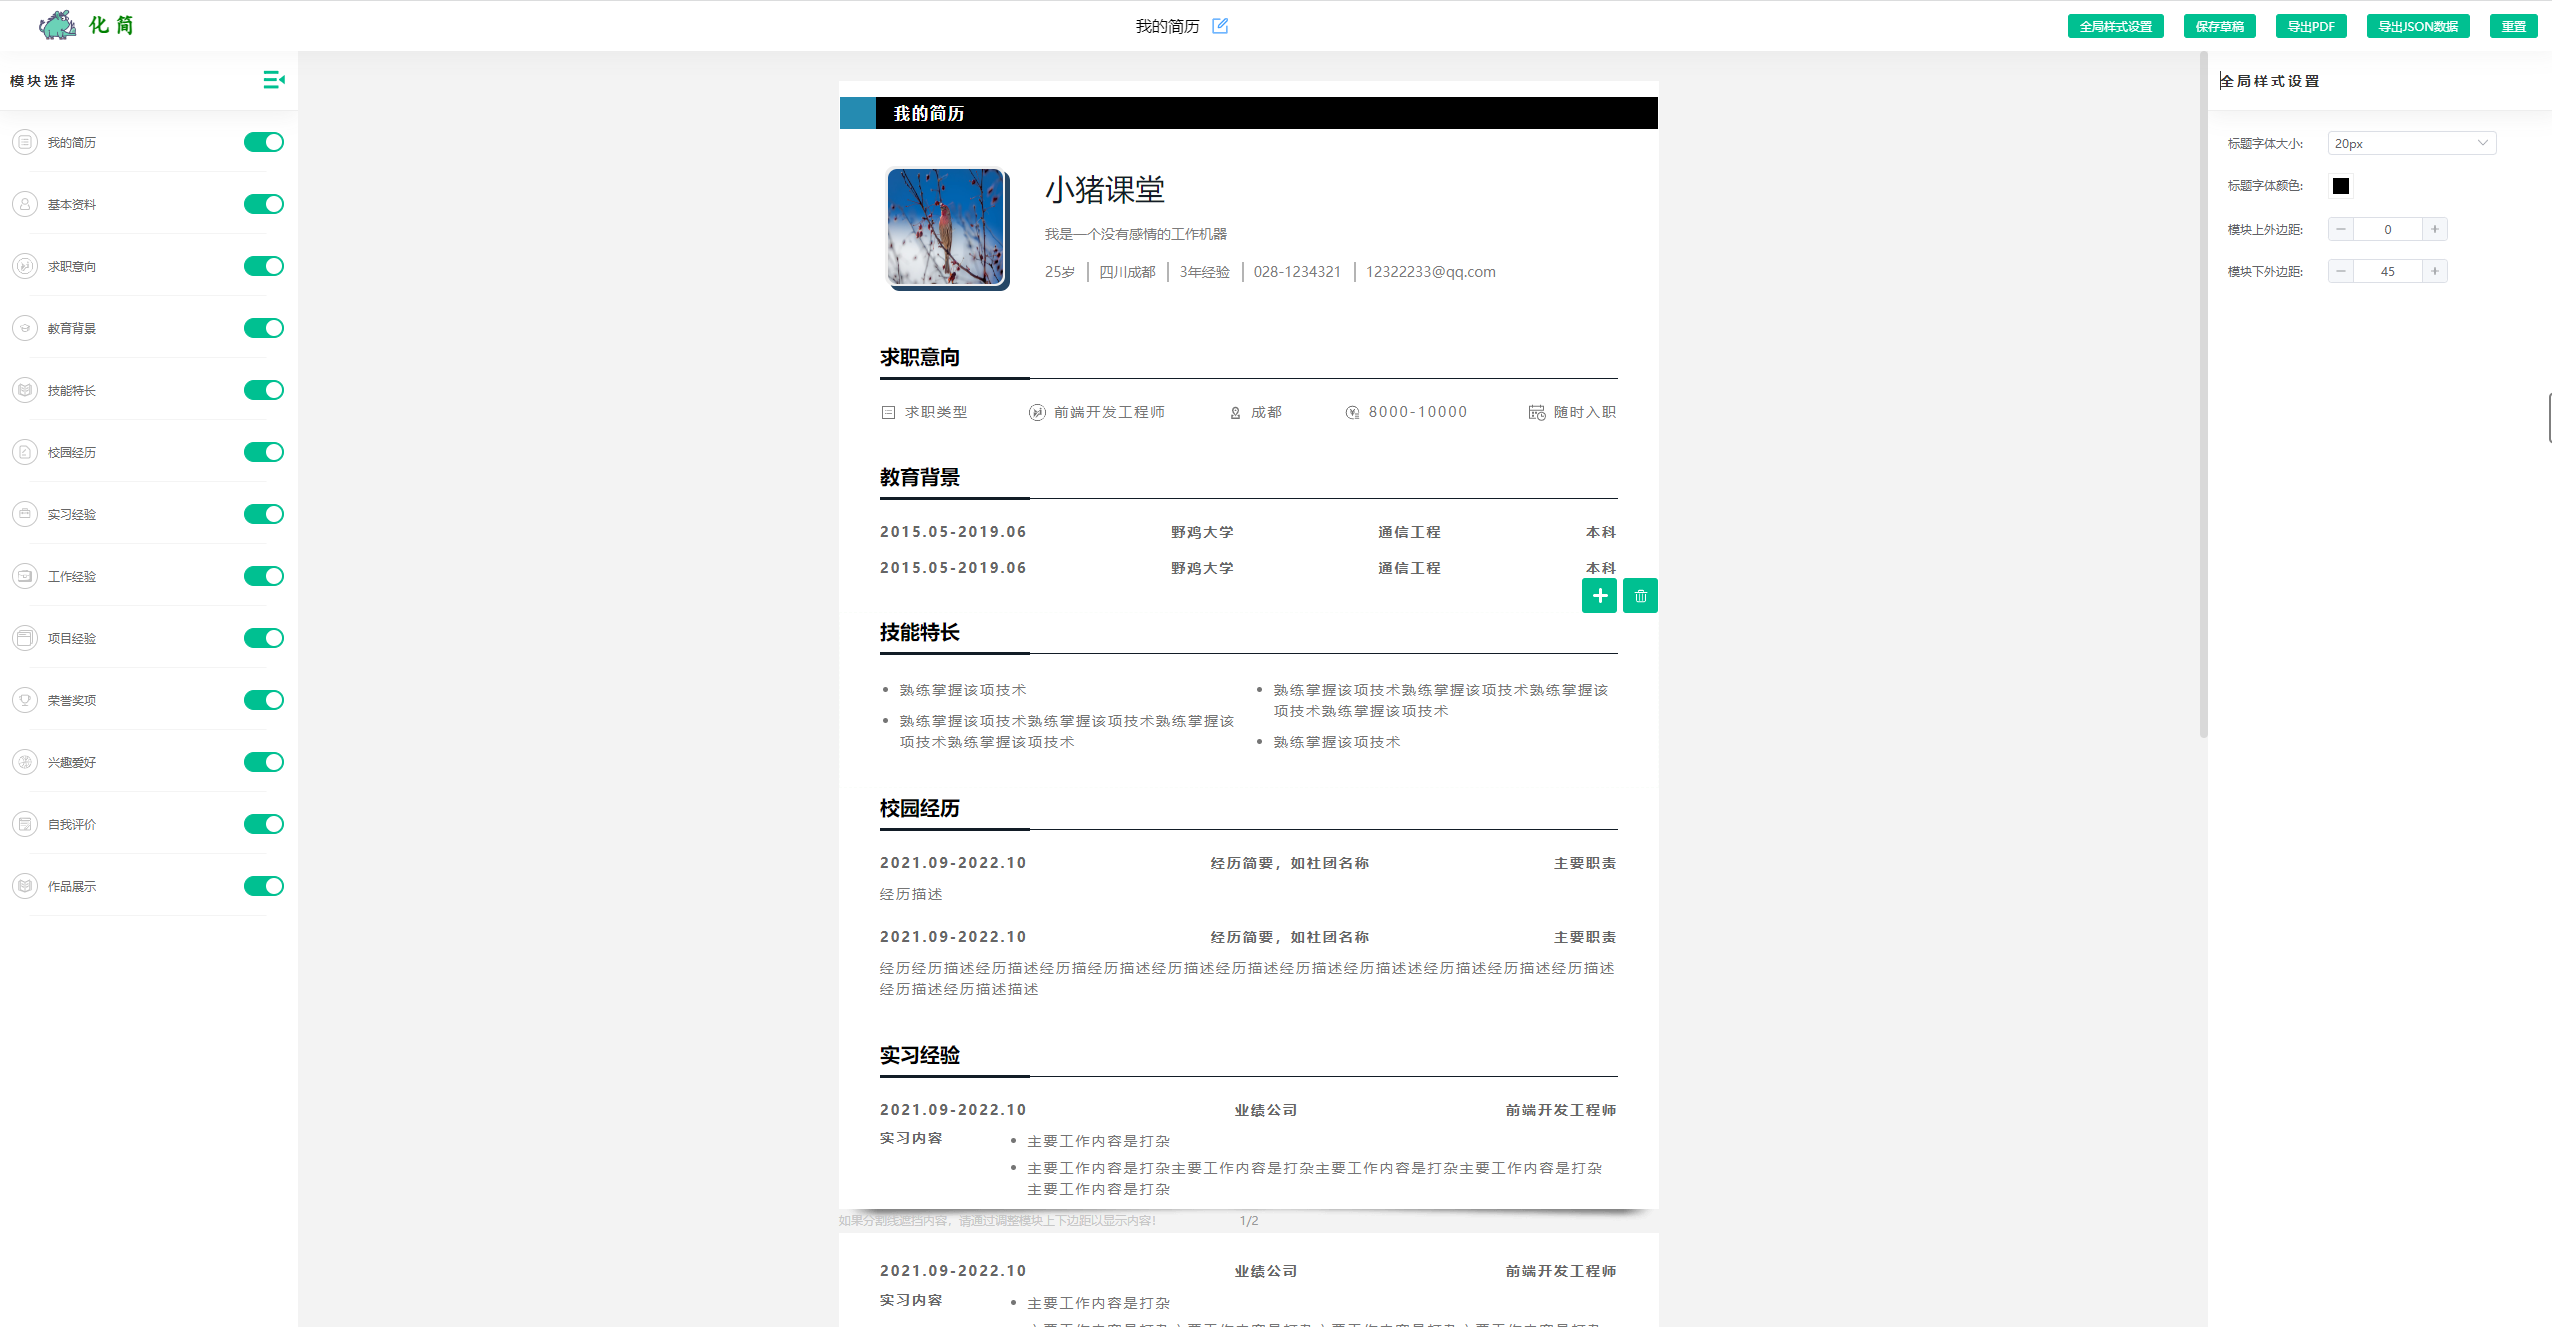 化简
我的简历
全局样式设置
保存草稿
导出PDF
导出JSON数据
重置
模块选择
我的简历
基本资料
求职意向
教育背景
技能特长
校园经历
实习经验
工作经验
项目经验
荣誉奖项
兴趣爱好
自我评价
作品展示
我的简历
小猪课堂
我是一个没有感情的工作机器
25岁 四川成都 3年经验 028-1234321 12322233@qq.com
求职意向
求职类型 前端开发工程师 成都 8000-10000 随时入职
教育背景
2015.05-2019.06 野鸡大学 通信工程 本科
2015.05-2019.06 野鸡大学 通信工程 本科
技能特长
熟练掌握该项技术
熟练掌握该项技术熟练掌握该项技术熟练掌握该
项技术熟练掌握该项技术
熟练掌握该项技术熟练掌握该项技术熟练掌握该
项技术熟练掌握该项技术
熟练掌握该项技术
校园经历
2021.09-2022.10 经历简要，如社团名称 主要职责
经历描述
2021.09-2022.10 经历简要，如社团名称 主要职责
经历经历描述经历描述经历描经历描述经历描述经历描述经历描述经历描述述经历描述经历描述经历描述
经历描述经历描述描述
实习经验
2021.09-2022.10 业绩公司 前端开发工程师
实习内容
主要工作内容是打杂
主要工作内容是打杂主要工作内容是打杂主要工作内容是打杂主要工作内容是打杂
主要工作内容是打杂
如果分割线遮挡内容，请通过调整模块上下边距以显示内容！ 1/2
2021.09-2022.10 业绩公司 前端开发工程师
实习内容
主要工作内容是打杂
全局样式设置
标题字体大小: 20px
标题字体颜色:
模块上外边距: 0
模块下外边距: 45